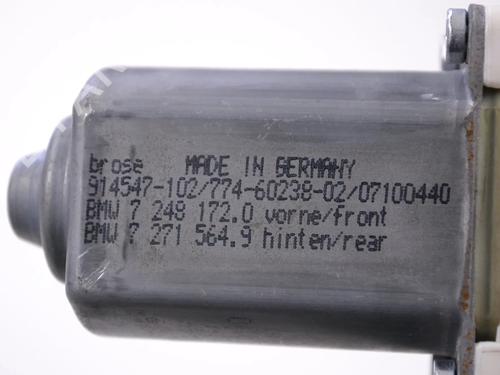 brose MADE IN GERMANY
914547-102/774-60238-02/07100440
BMW 7 248 172.0 vorne/front
BMW 7 271 564.9 hinten/rear